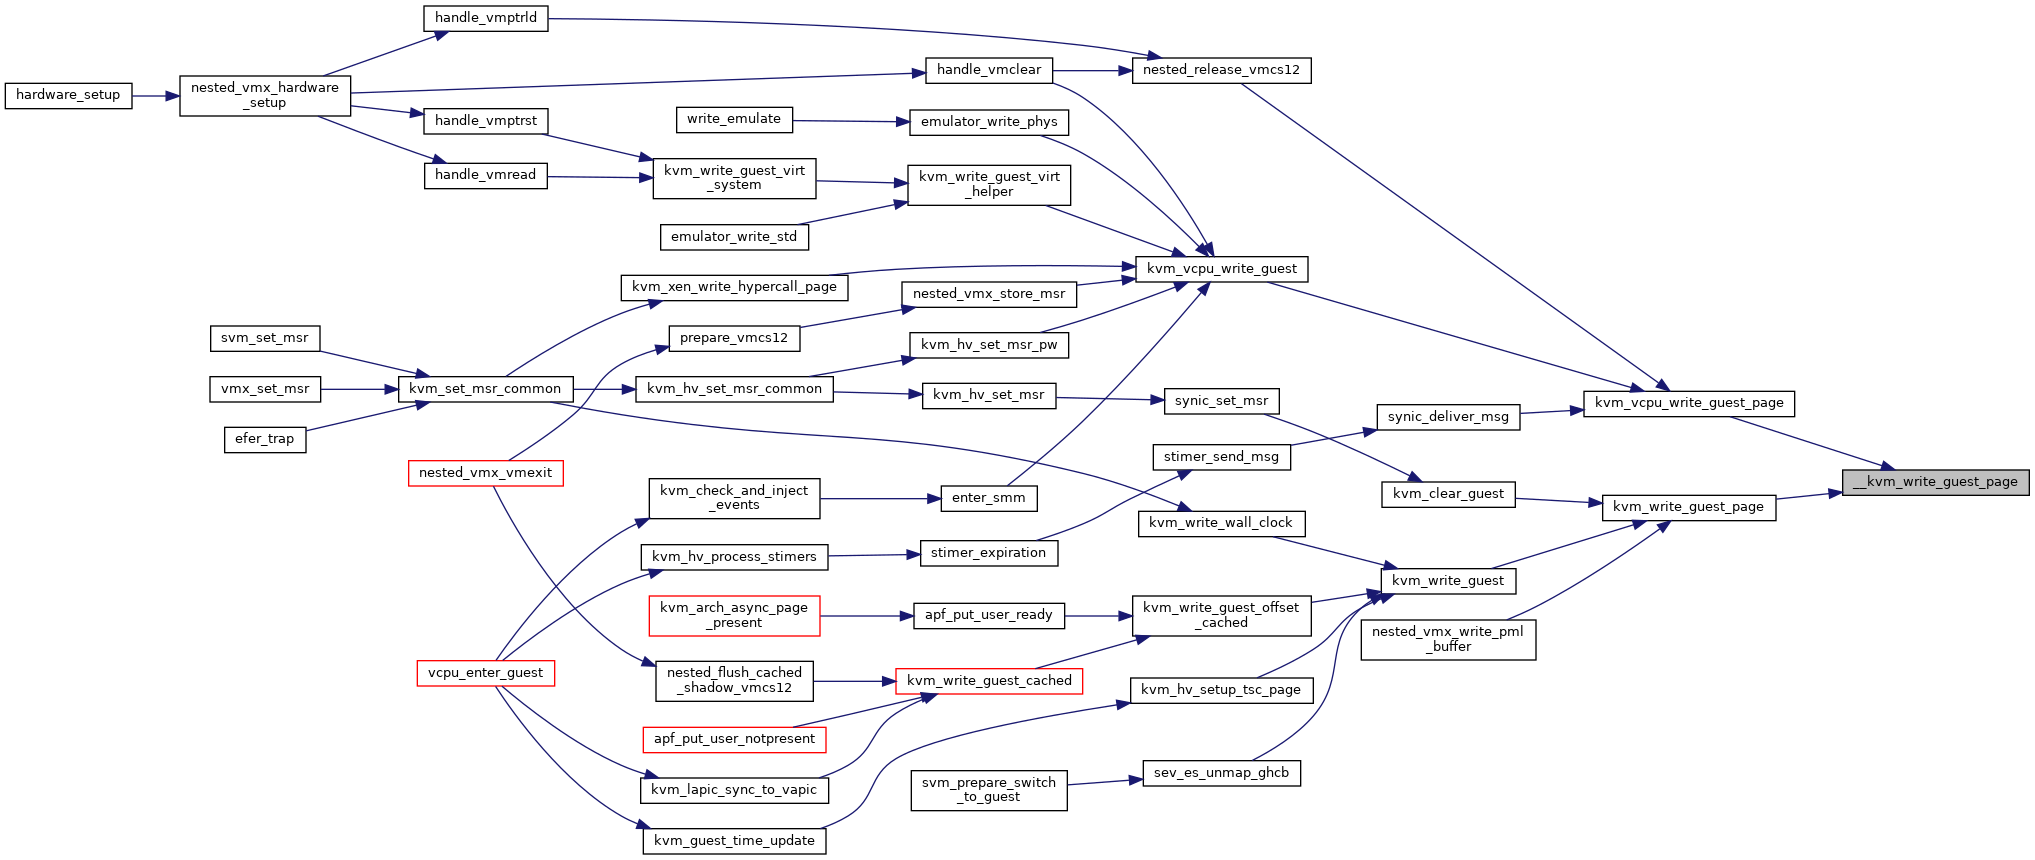 handle_vmptrld
hardware_setup
nested_vmx_hardware
_setup
handle_vmptrst
handle_vmread
handle_vmclear
nested_release_vmcs12
write_emulate
emulator_write_phys
kvm_write_guest_virt
_system
kvm_write_guest_virt
_helper
emulator_write_std
kvm_vcpu_write_guest
kvm_xen_write_hypercall_page
nested_vmx_store_msr
svm_set_msr
prepare_vmcs12
kvm_hv_set_msr_pw
vmx_set_msr
kvm_set_msr_common
kvm_hv_set_msr_common
kvm_hv_set_msr
synic_set_msr
synic_deliver_msg
kvm_vcpu_write_guest_page
efer_trap
nested_vmx_vmexit
stimer_send_msg
kvm_check_and_inject
_events
enter_smm
kvm_clear_guest
__kvm_write_guest_page
kvm_write_guest_page
kvm_write_wall_clock
kvm_hv_process_stimers
stimer_expiration
kvm_write_guest
kvm_arch_async_page
_present
apf_put_user_ready
kvm_write_guest_offset
_cached
nested_vmx_write_pml
_buffer
vcpu_enter_guest
nested_flush_cached
_shadow_vmcs12
kvm_write_guest_cached
kvm_hv_setup_tsc_page
apf_put_user_notpresent
kvm_lapic_sync_to_vapic
svm_prepare_switch
_to_guest
sev_es_unmap_ghcb
kvm_guest_time_update